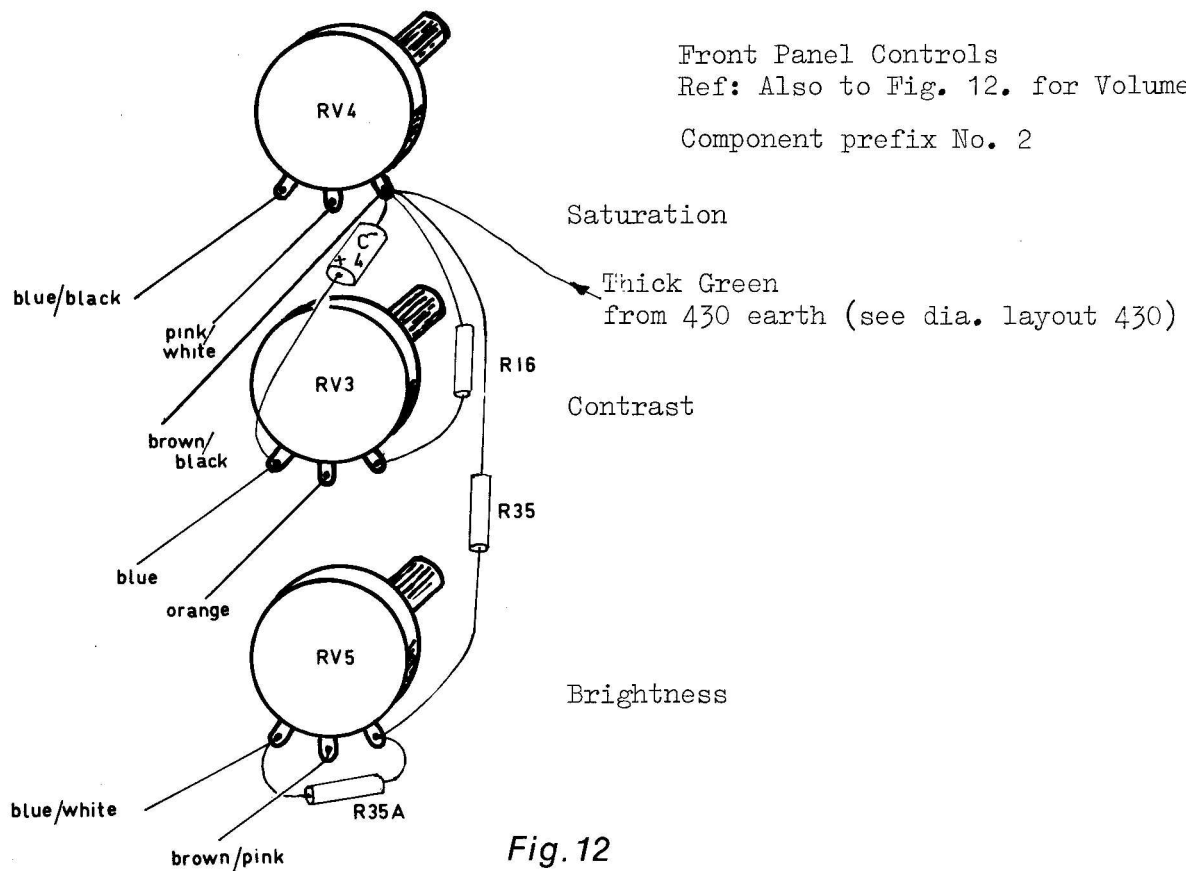 Front Panel Controls
Ref: Also to Fig. 12. for Volume
Component prefix No. 2
RV4
Saturation
C
+ 4
Thick Green
from 430 earth (see dia. layout 430)
blue/black
pink/
white
R16
RV3
Contrast
brown/
black
R35
blue
orange
RV5
Brightness
blue/white
R35A
brown/pink
Fig. 12